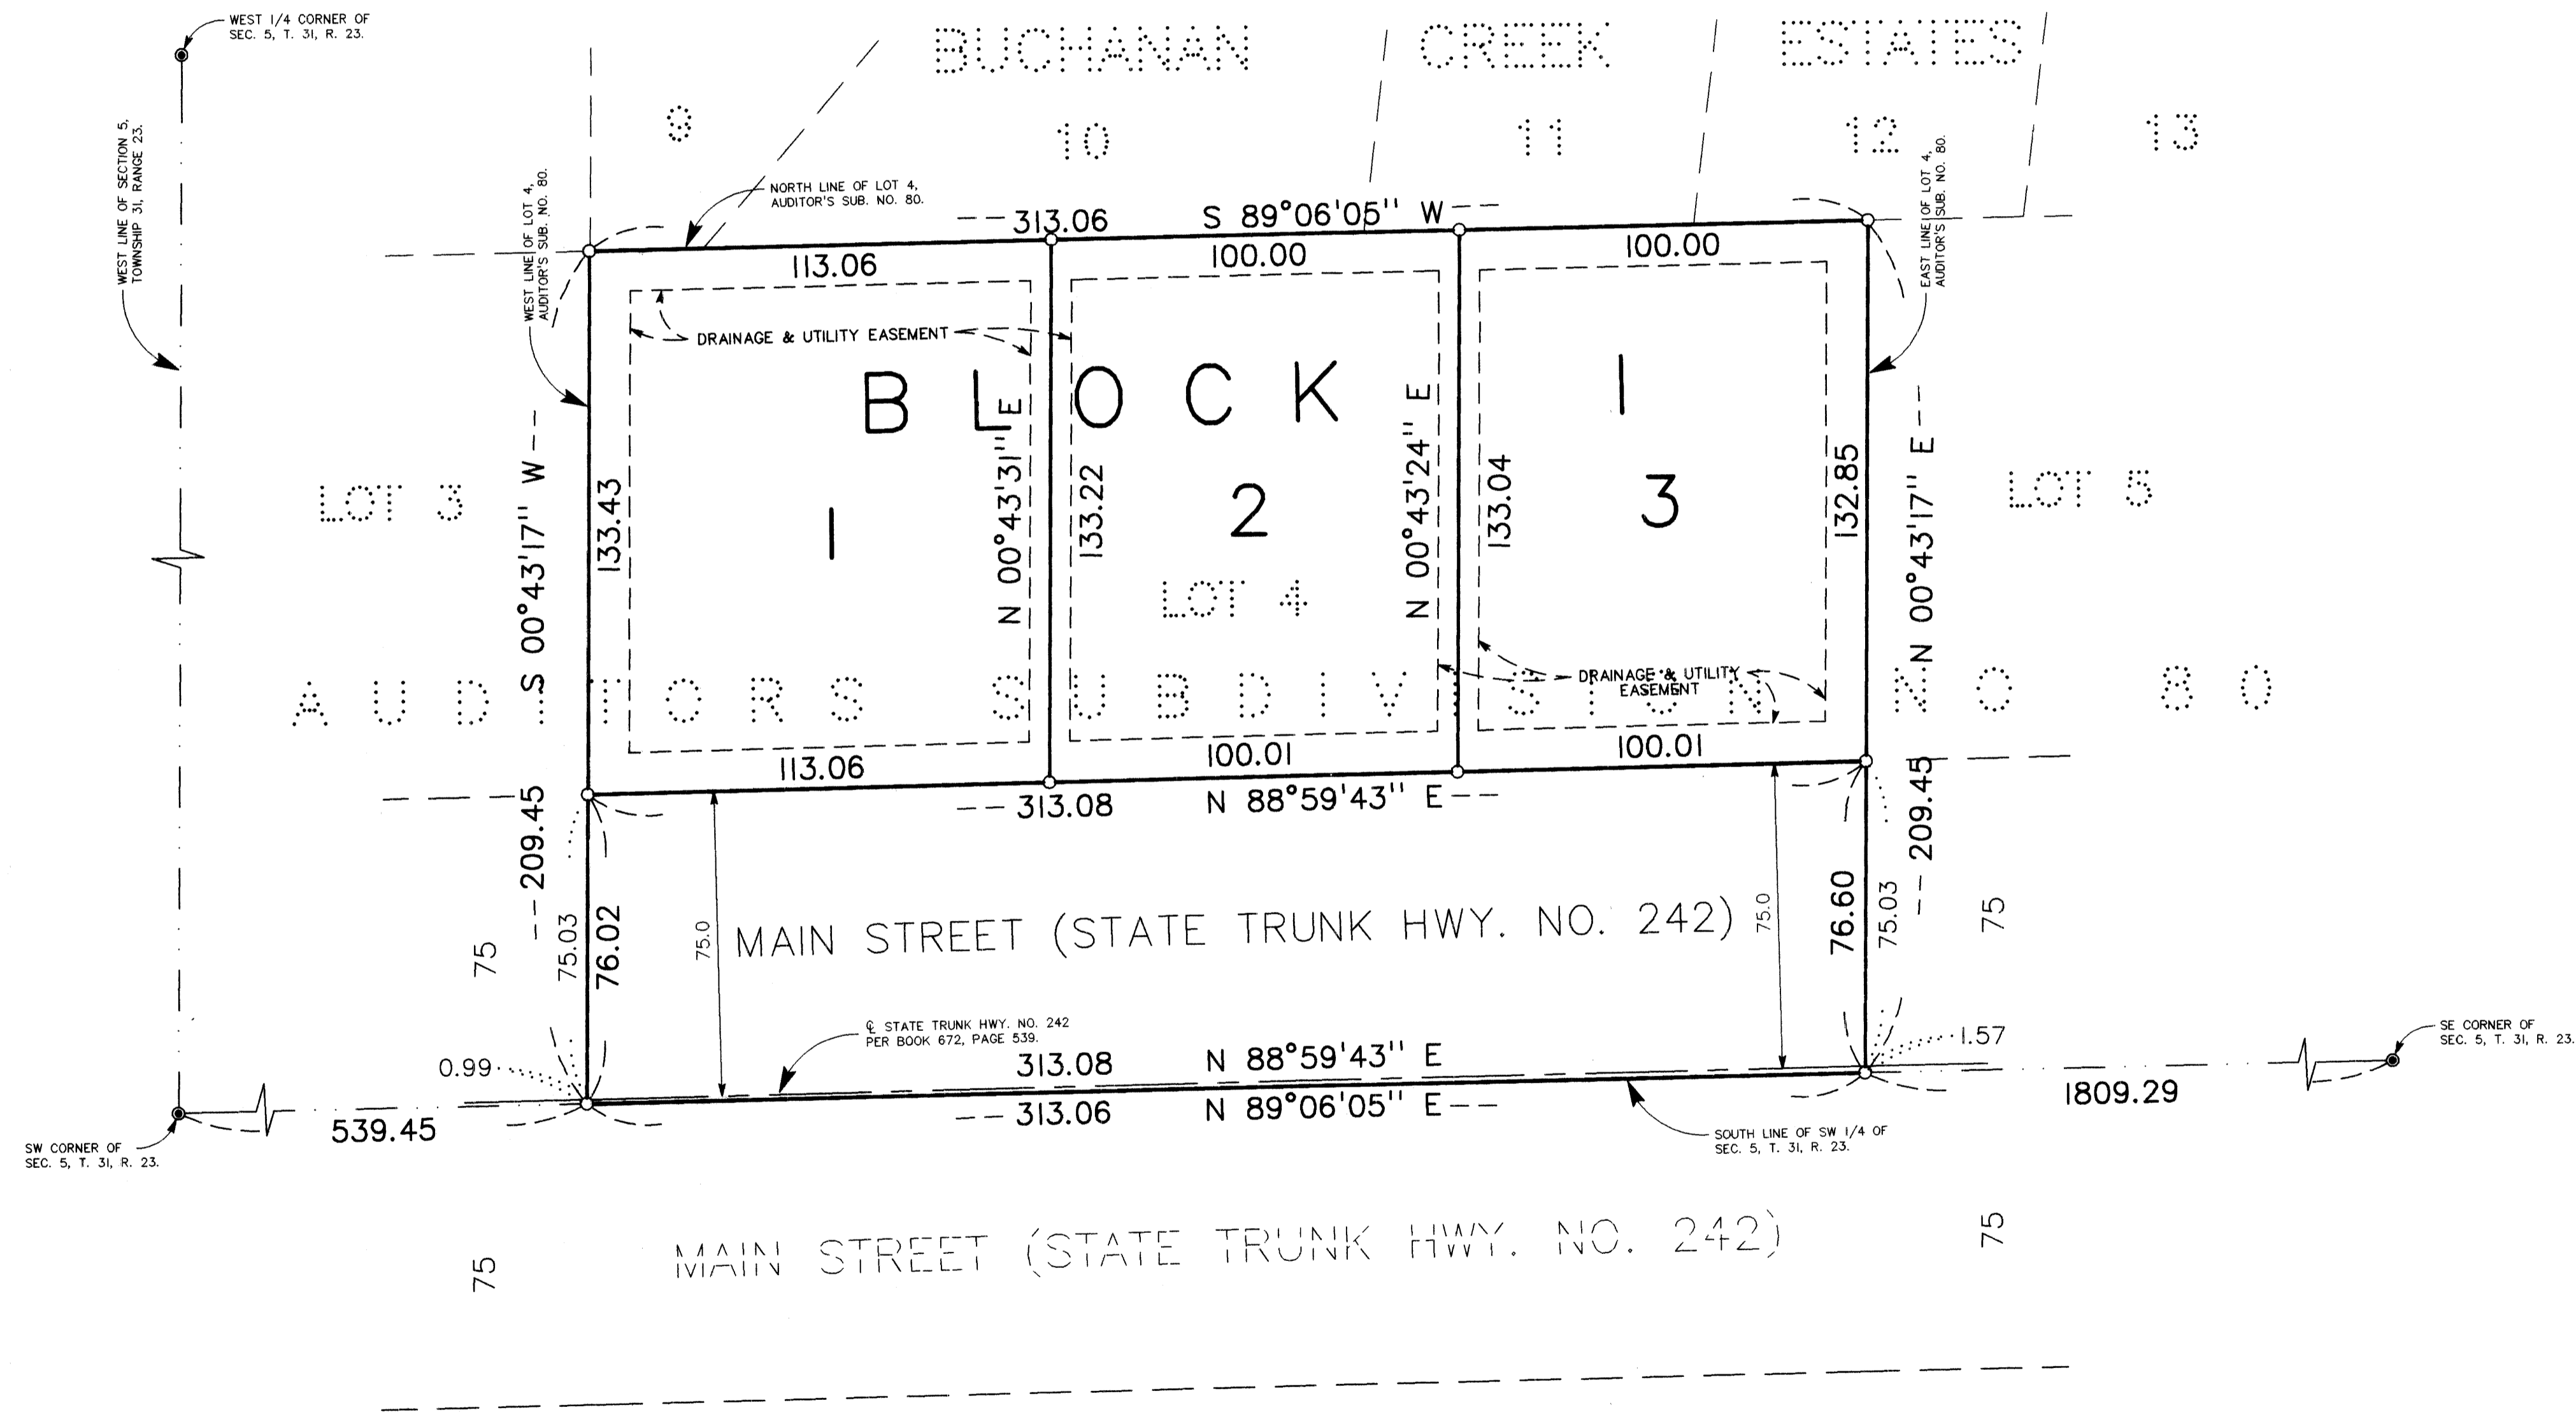 WEST 1/4 CORNER OF
SEC. 5, T. 31, R. 23.
BUCHANAN CREEK ESTATES
9
10
11
12
13
WEST LINE OF SECTION 5,
TOWNSHIP 31, RANGE 23.
WEST LINE OF LOT 4,
AUDITOR'S SUB. NO. 80.
NORTH LINE OF LOT 4,
AUDITOR'S SUB. NO. 80.
EAST LINE OF LOT 4,
AUDITOR'S SUB. NO. 80.
--313.06 S 89°06'05" W--
113.06
100.00
100.00
DRAINAGE & UTILITY EASEMENT
BLOCK 1
LOT 3
--209.45 S 00°43'17" W--
133.43
1
N 00°43'31" E
133.22
2
LOT 4
N 00°43'24" E
133.04
3
132.85
--209.45 N 00°43'17" E--
LOT 5
AUDITORS SUBDIVISION NO 80
DRAINAGE & UTILITY
EASEMENT
113.06
100.01
100.01
--313.08 N 88°59'43" E--
75
75.03
76.02
75.0
MAIN STREET (STATE TRUNK HWY. NO. 242)
75.0
76.60
75.03
75
℄ STATE TRUNK HWY. NO. 242
PER BOOK 672, PAGE 539.
0.99
313.08 N 88°59'43" E
1.57
SE CORNER OF
SEC. 5, T. 31, R. 23.
539.45
--313.06 N 89°06'05" E--
1809.29
SW CORNER OF
SEC. 5, T. 31, R. 23.
SOUTH LINE OF SW 1/4 OF
SEC. 5, T. 31, R. 23.
75
MAIN STREET (STATE TRUNK HWY. NO. 242)
75